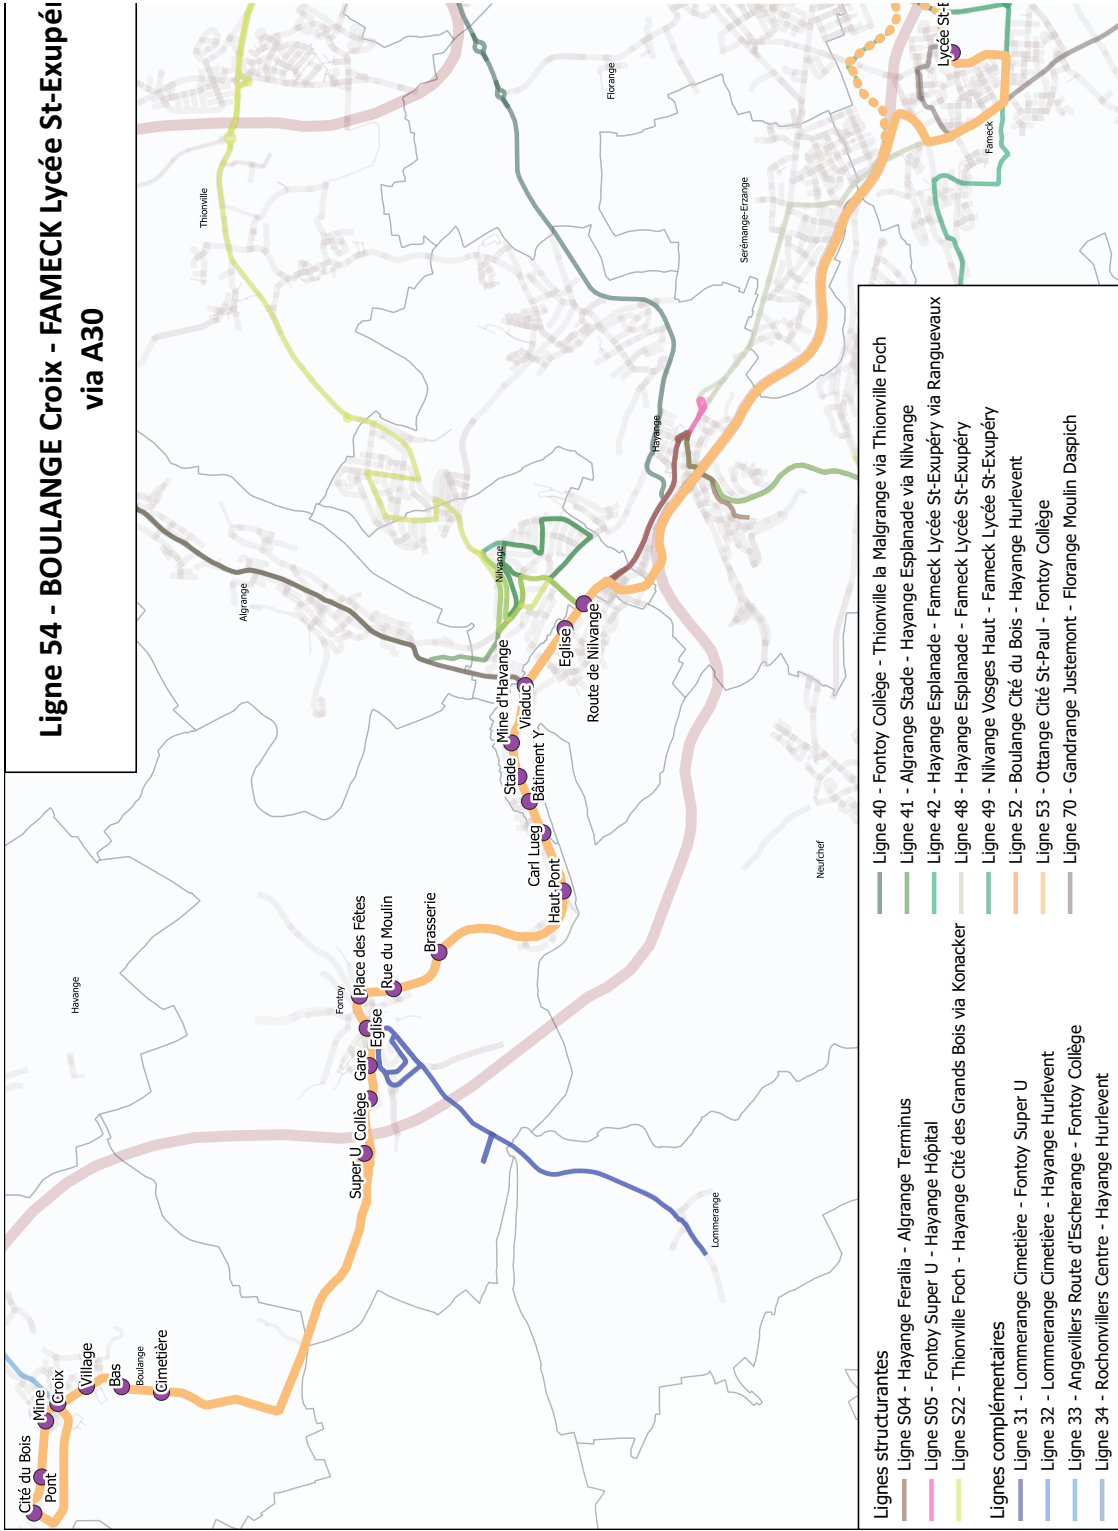 Ligne 54 - BOULANGE Croix - FAMECK Lycée St-Exupé
via A30
Cité du Bois
Pont
Mine
Croix
Village
Bas
Boulange
Cimetière
Havange
Super U
Collège
Gare
Eglise
Fontoy
Place des Fêtes
Rue du Moulin
Brasserie
Lommerange
Haut-Pont
Carl Lueg
Bâtiment Y
Stade
Mine d'Havange
Viaduc
Eglise
Route de Nilvange
Neufchef
Algrange
Nilvange
Hayange
Thionville
Florange
Serémange-Erzange
Fameck
Lycée St-E
Lignes structurantes
Ligne S04 - Hayange Feralia - Algrange Terminus
Ligne S05 - Fontoy Super U - Hayange Hôpital
Ligne S22 - Thionville Foch - Hayange Cité des Grands Bois via Konacker
Lignes complémentaires
Ligne 31 - Lommerange Cimetière - Fontoy Super U
Ligne 32 - Lommerange Cimetière - Hayange Hurlevent
Ligne 33 - Angevillers Route d'Escherange - Fontoy Collège
Ligne 34 - Rochonvillers Centre - Hayange Hurlevent
Ligne 40 - Fontoy Collège - Thionville la Malgrange via Thionville Foch
Ligne 41 - Algrange Stade - Hayange Esplanade via Nilvange
Ligne 42 - Hayange Esplanade - Fameck Lycée St-Exupéry via Ranguevaux
Ligne 48 - Hayange Esplanade - Fameck Lycée St-Exupéry
Ligne 49 - Nilvange Vosges Haut - Fameck Lycée St-Exupéry
Ligne 52 - Boulange Cité du Bois - Hayange Hurlevent
Ligne 53 - Ottange Cité St-Paul - Fontoy Collège
Ligne 70 - Gandrange Justemont - Florange Moulin Daspich